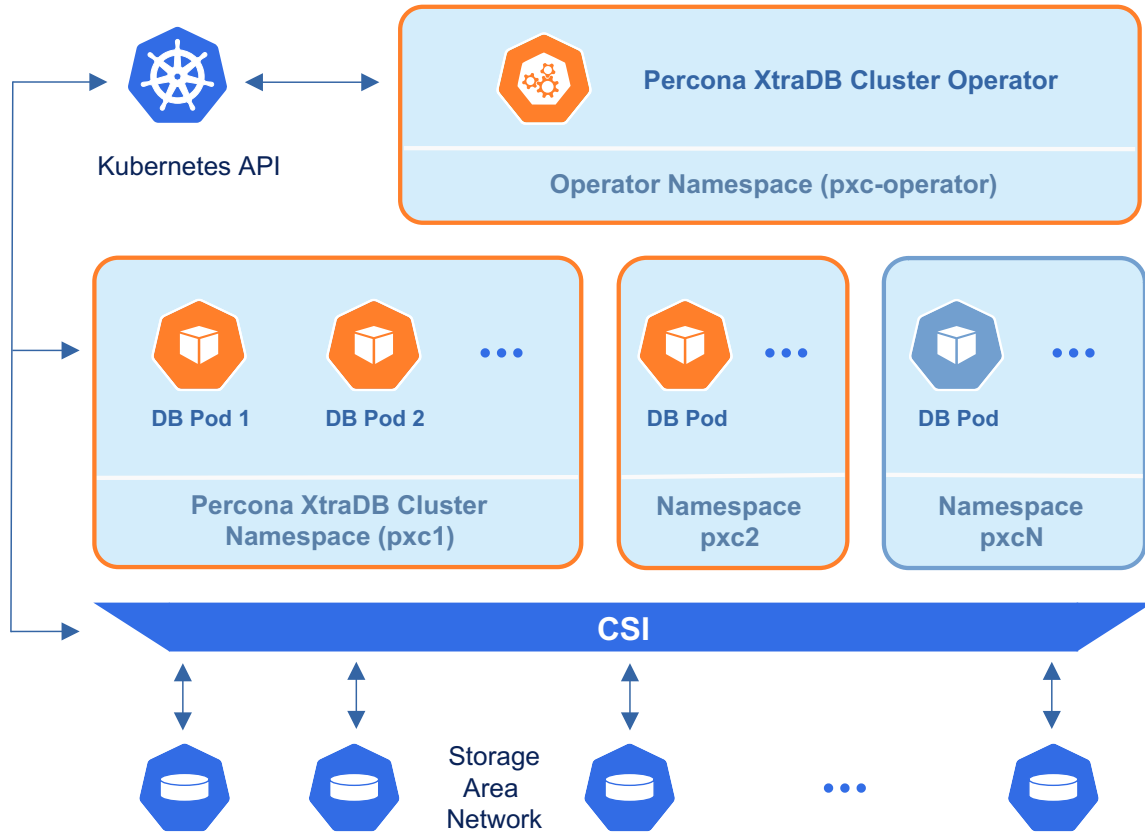 Percona XtraDB Cluster Operator
Kubernetes API
Operator Namespace (pxc-operator)
DB Pod 1
DB Pod 2
DB Pod
DB Pod
Percona XtraDB Cluster
Namespace (pxc1)
Namespace
pxc2
Namespace
pxcN
CSI
Storage
Area
Network